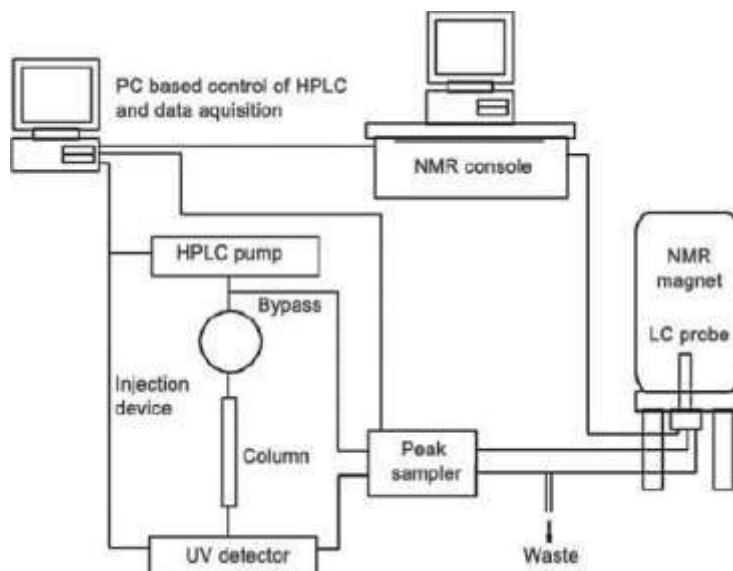 PC based control of HPLC
and data aquisition
NMR console
HPLC pump
NMR
magnet
Bypass
LC probe
Injection
device
Column
Peak
sampler
UV detector
Waste